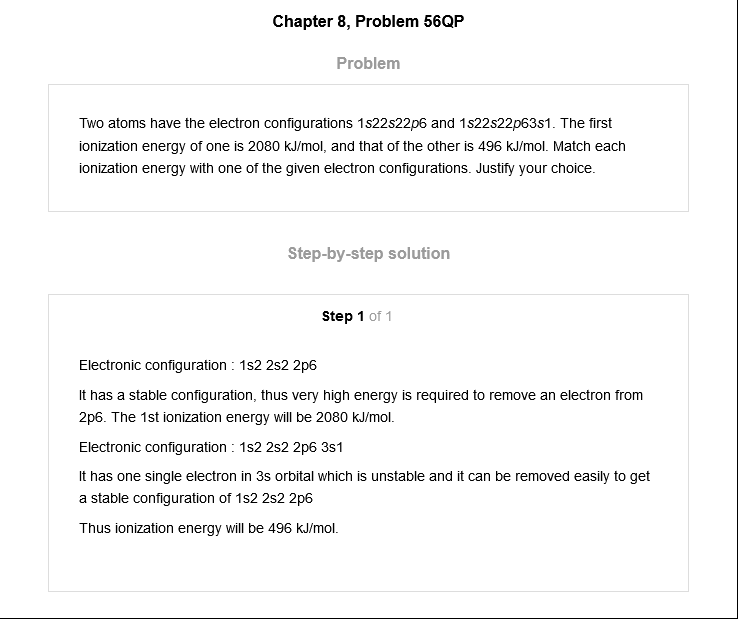 Chapter 8, Problem 56QP
Problem
Two atoms have the electron configurations 1s22s22p6 and 1s22s22p63s1. The first
ionization energy of one is 2080 kJ/mol, and that of the other is 496 kJ/mol. Match each
ionization energy with one of the given electron configurations. Justify your choice.
Step-by-step solution
Step 1 of 1
Electronic configuration : 1s2 2s2 2p6
It has a stable configuration, thus very high energy is required to remove an electron from
2p6. The 1st ionization energy will be 2080 kJ/mol.
Electronic configuration : 1s2 2s2 2p6 3s1
It has one single electron in 3s orbital which is unstable and it can be removed easily to get
a stable configuration of 1s2 2s2 2p6
Thus ionization energy will be 496 kJ/mol.